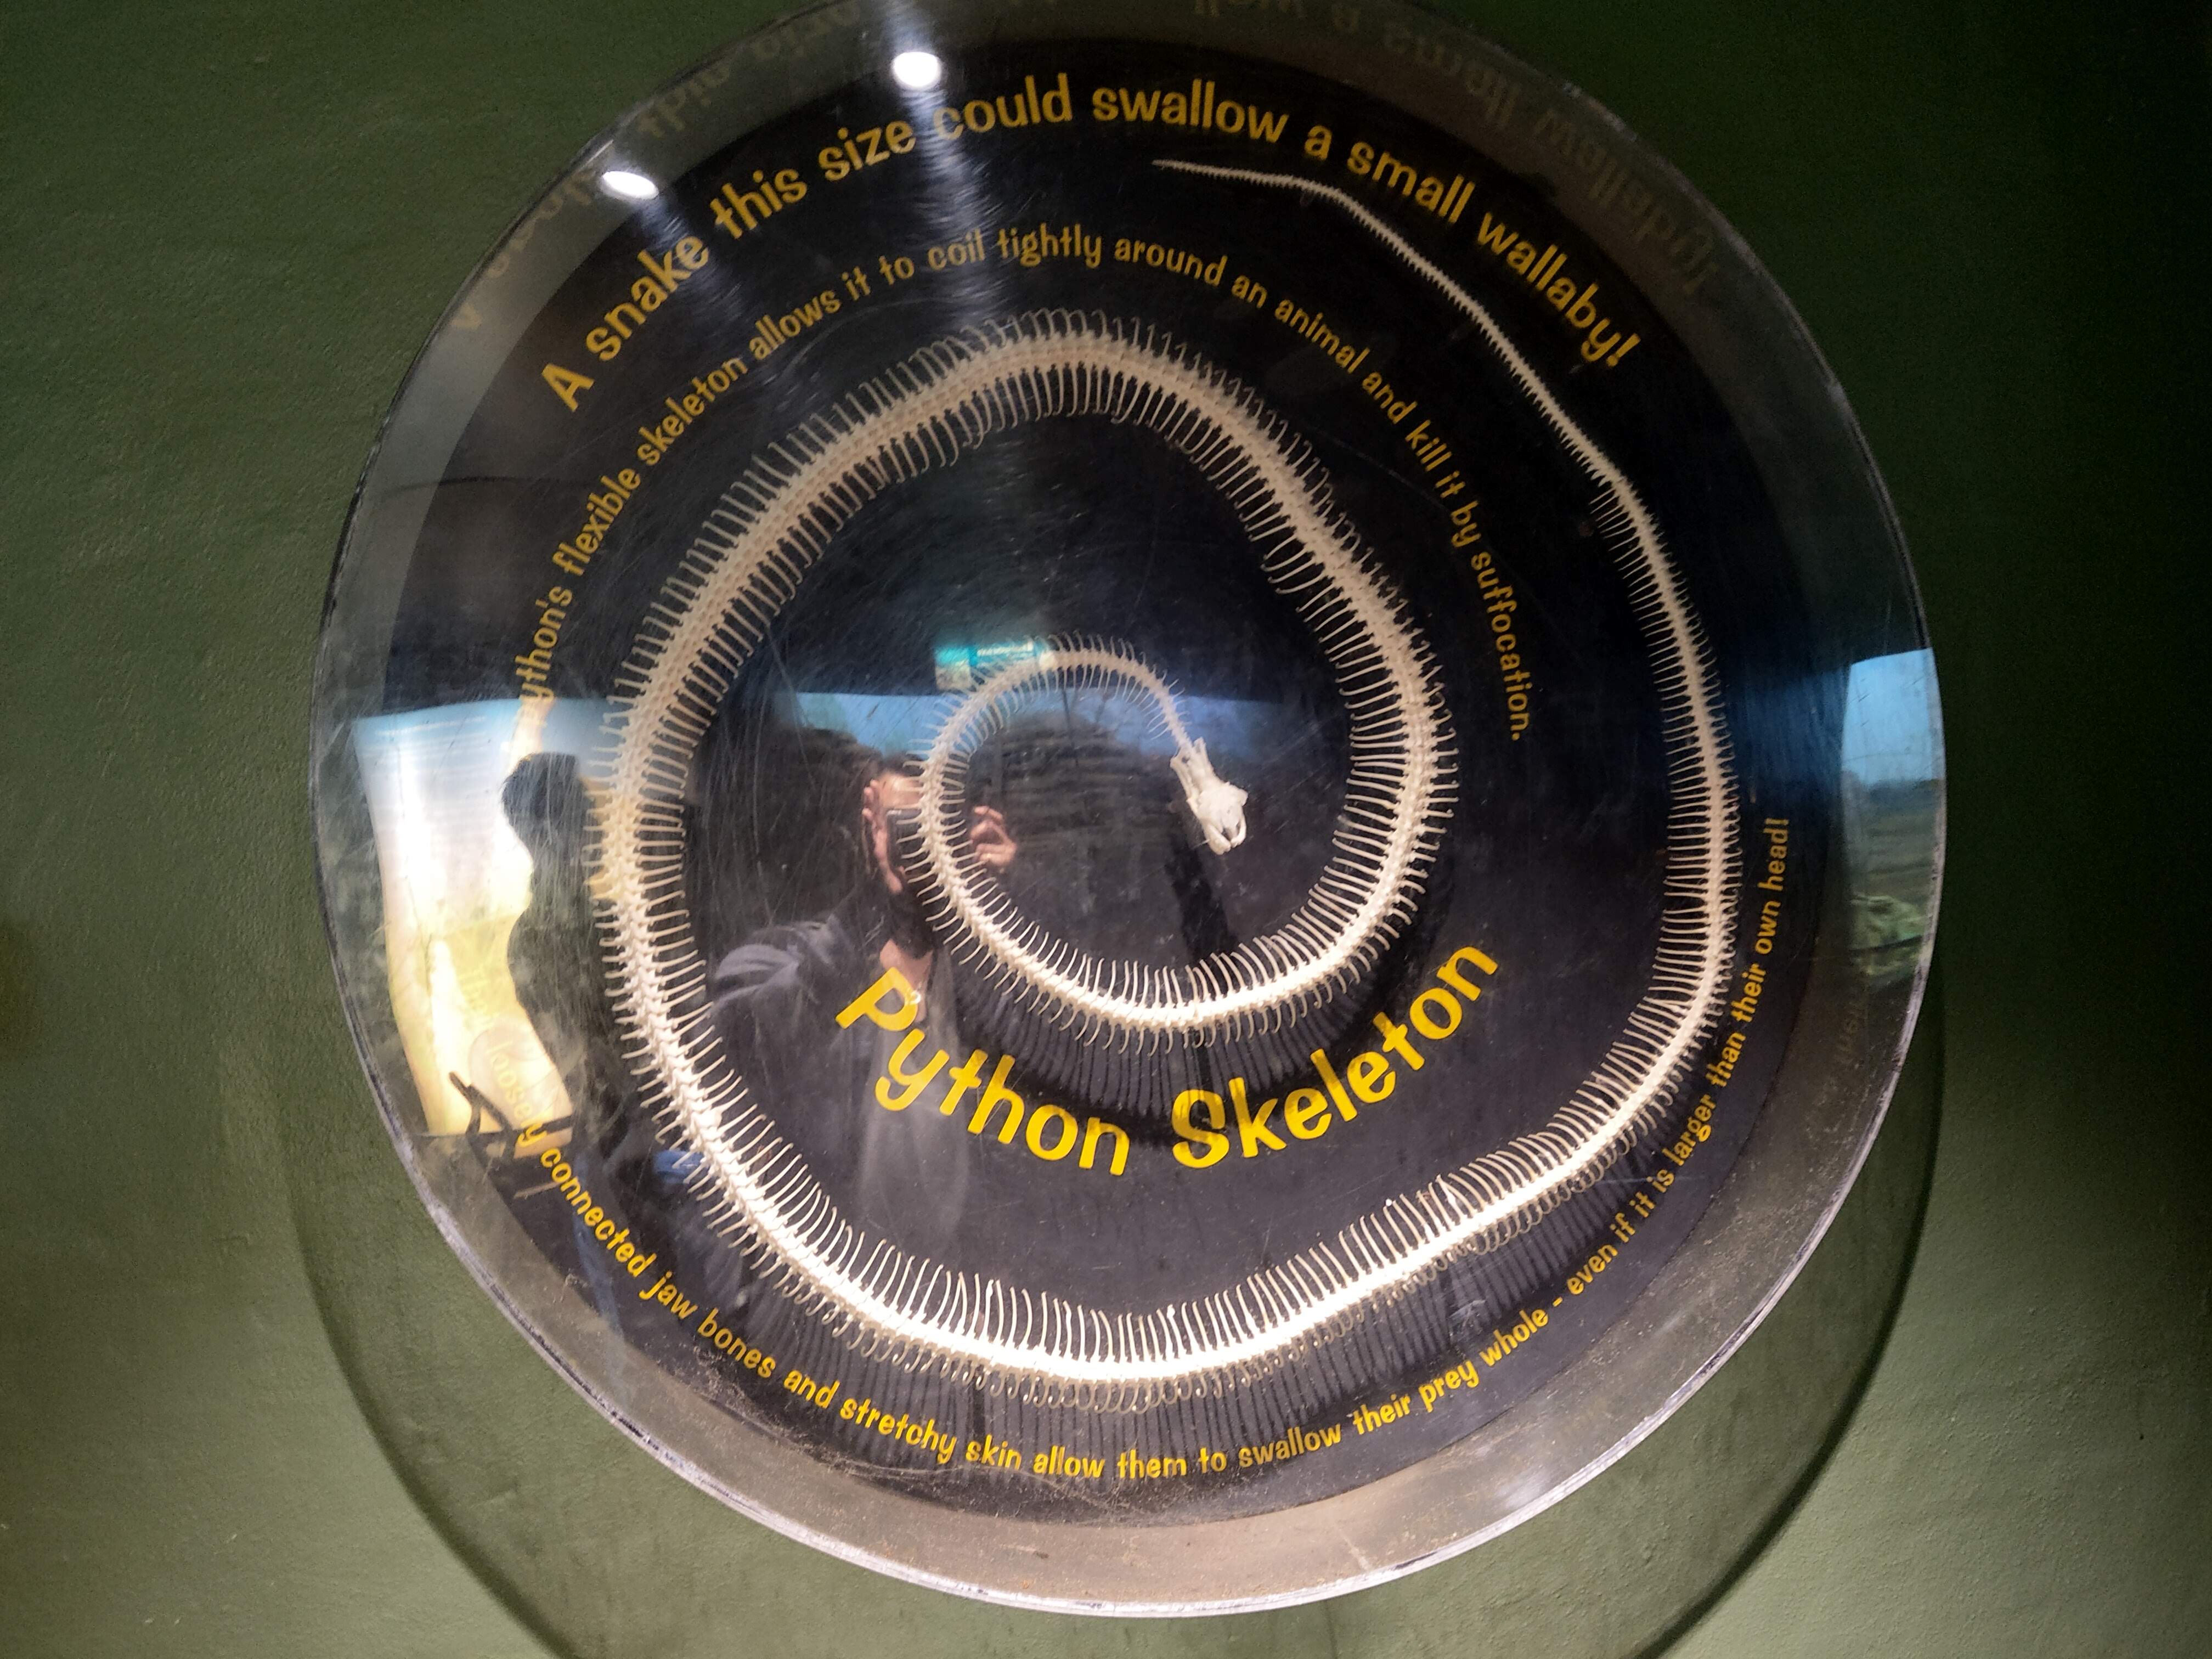 A snake this size could swallow a small wallaby!
python's flexible skeleton allows it to coil tightly around an animal and kill it by suffocation.
Python Skeleton
Loosely connected jaw bones and stretchy skin allow them to swallow their prey whole - even if it is larger than their own head!